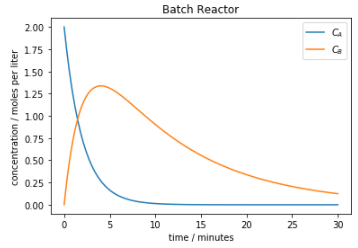 Batch Reactor
concentration / moles per liter
2.00
1.75
1.50
1.25
1.00
0.75
0.50
0.25
0.00
C_A
C_B
0 5 10 15 20 25 30
time / minutes